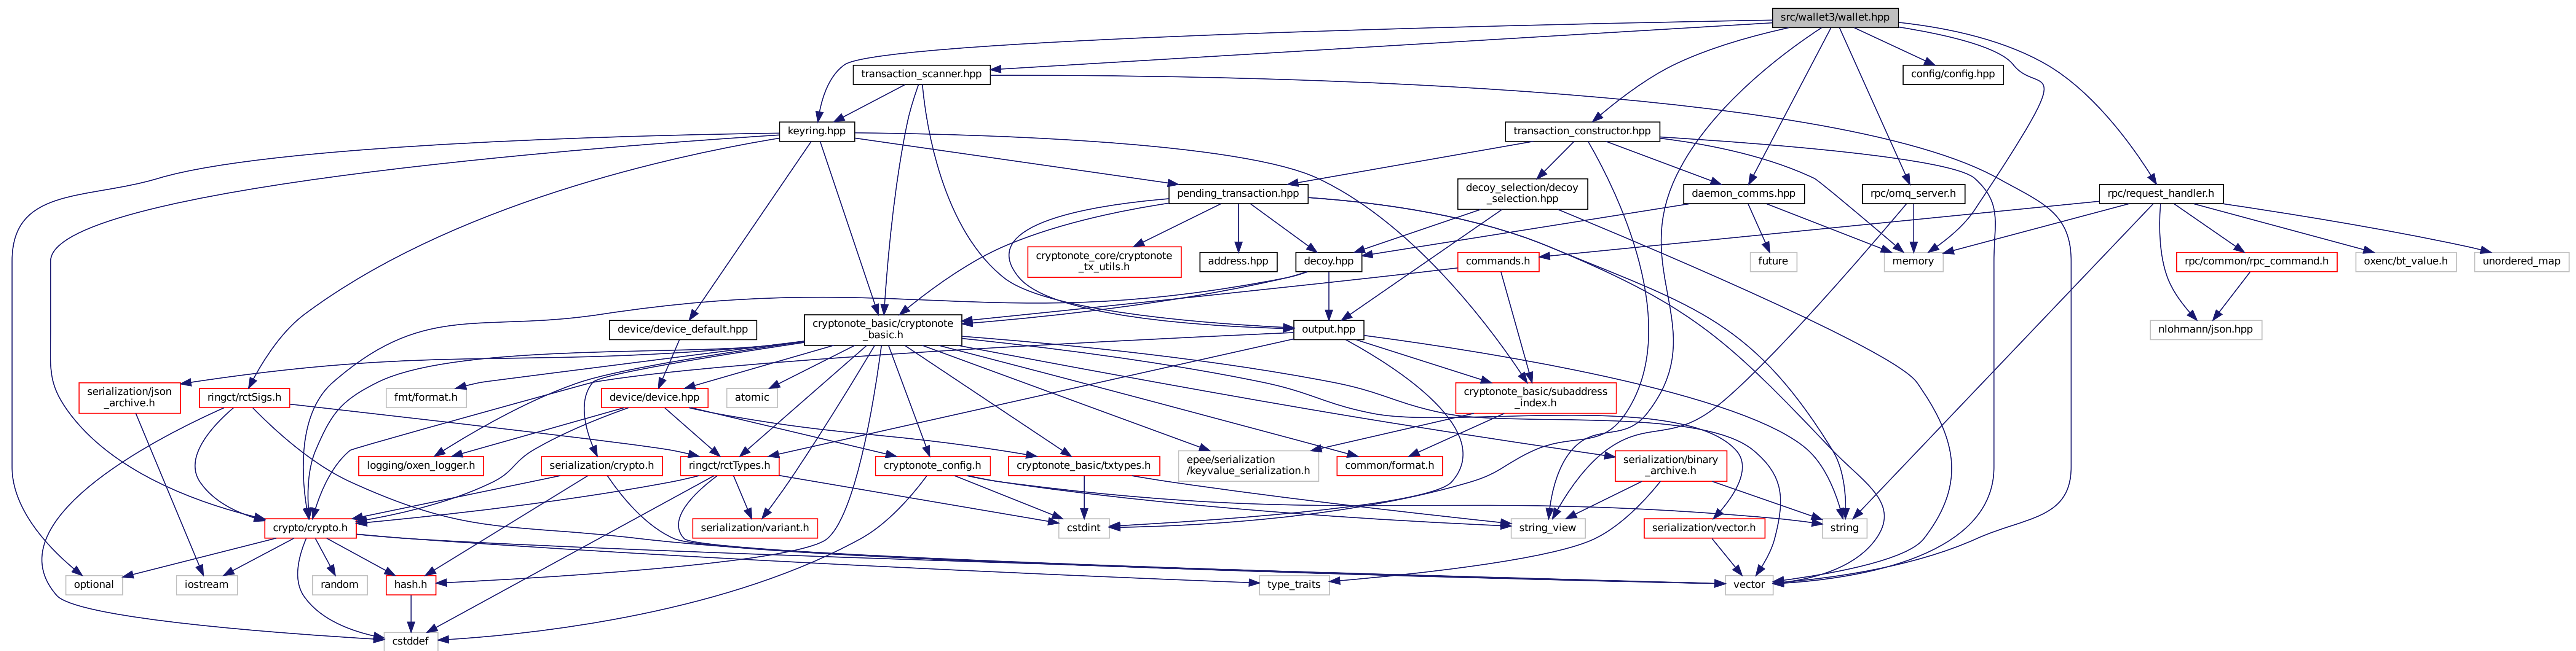 src/wallet3/wallet.hpp
transaction_scanner.hpp
config/config.hpp
keyring.hpp
transaction_constructor.hpp
pending_transaction.hpp
decoy_selection/decoy
_selection.hpp
daemon_comms.hpp
rpc/omq_server.h
rpc/request_handler.h
cryptonote_core/cryptonote
_tx_utils.h
address.hpp
decoy.hpp
commands.h
future
memory
rpc/common/rpc_command.h
oxenc/bt_value.h
unordered_map
device/device_default.hpp
cryptonote_basic/cryptonote
_basic.h
output.hpp
nlohmann/json.hpp
serialization/json
_archive.h
ringct/rctSigs.h
fmt/format.h
device/device.hpp
atomic
cryptonote_basic/subaddress
_index.h
logging/oxen_logger.h
serialization/crypto.h
ringct/rctTypes.h
cryptonote_config.h
cryptonote_basic/txtypes.h
epee/serialization
/keyvalue_serialization.h
common/format.h
serialization/binary
_archive.h
crypto/crypto.h
serialization/variant.h
cstdint
string_view
serialization/vector.h
string
optional
iostream
random
hash.h
type_traits
vector
cstddef